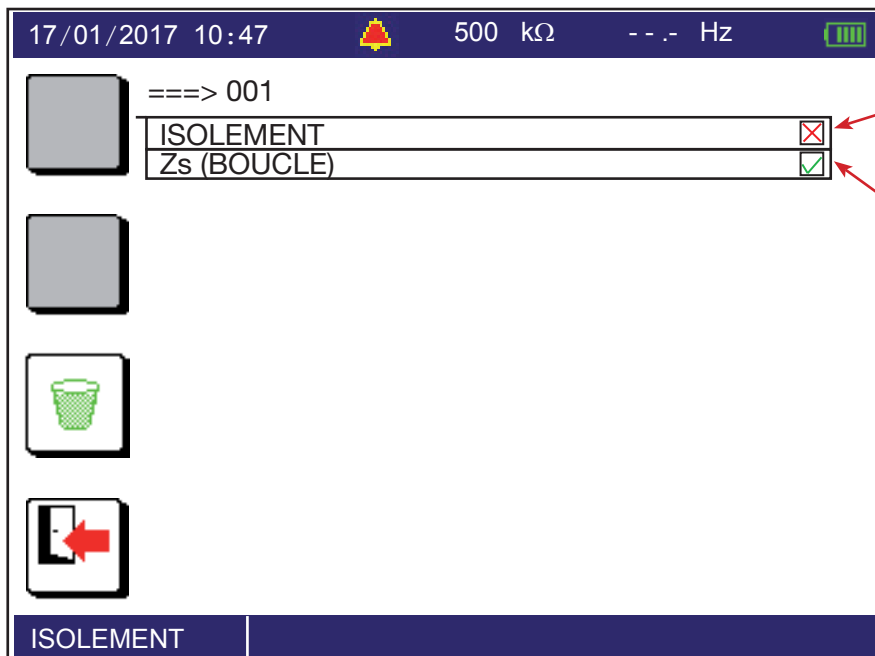 17/01/2017 10:47 500 kΩ - - .- Hz
===> 001
ISOLEMENT
Zs (BOUCLE)
ISOLEMENT